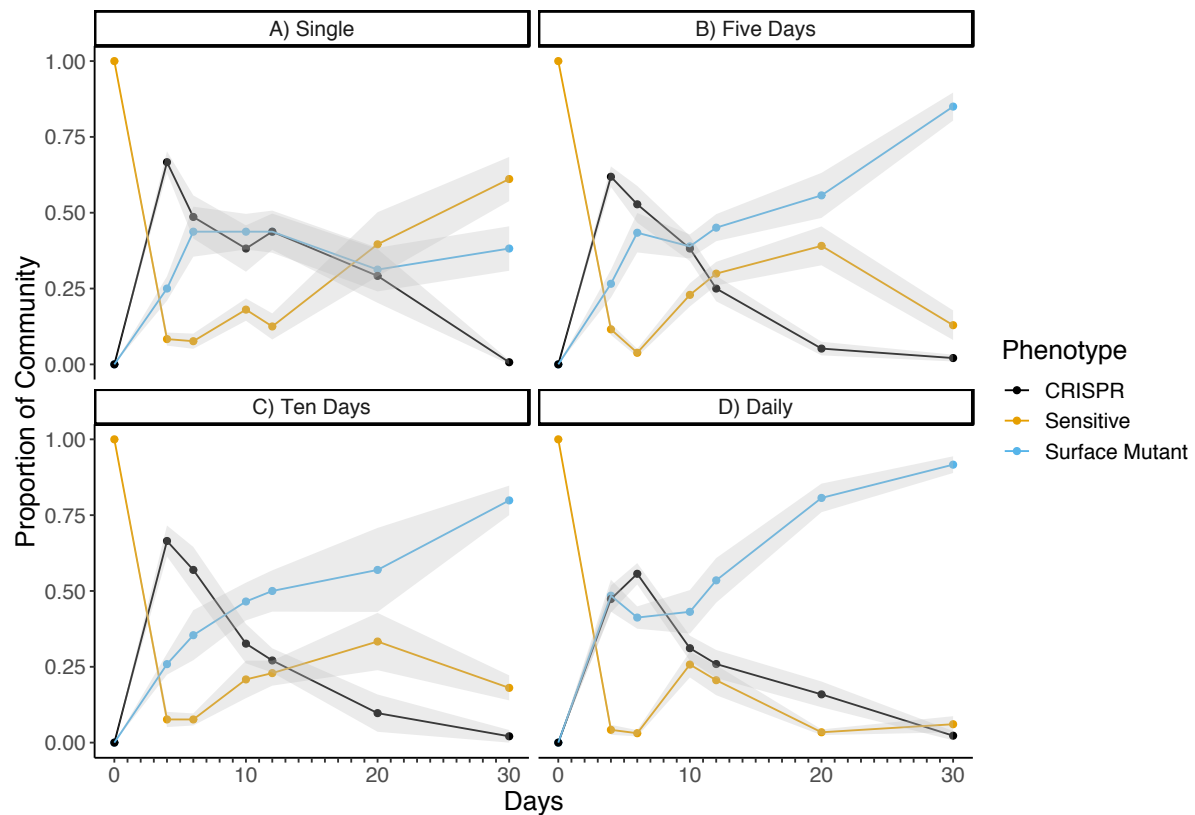 A) Single
B) Five Days
1.00
0.75
0.50
0.25
0.00
C) Ten Days
D) Daily
1.00
0.75
0.50
0.25
0.00
0
10
20
30
0
10
20
30
Days
Proportion of Community
Phenotype
CRISPR
Sensitive
Surface Mutant